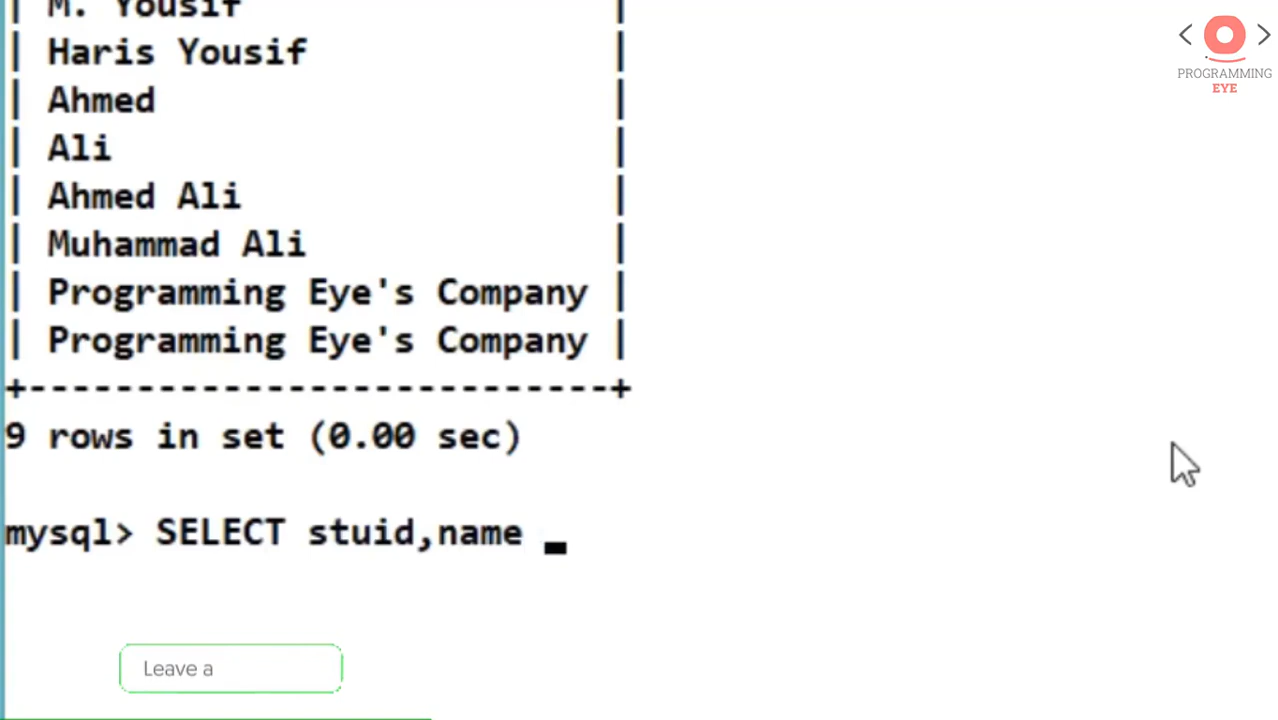 | M. Yousif |
| Haris Yousif |
| Ahmed |
| Ali |
| Ahmed Ali |
| Muhammad Ali |
| Programming Eye's Company |
| Programming Eye's Company |
+---------------------------+
9 rows in set (0.00 sec)
mysql> SELECT stuid,name _
Leave a
< >
PROGRAMMING
EYE